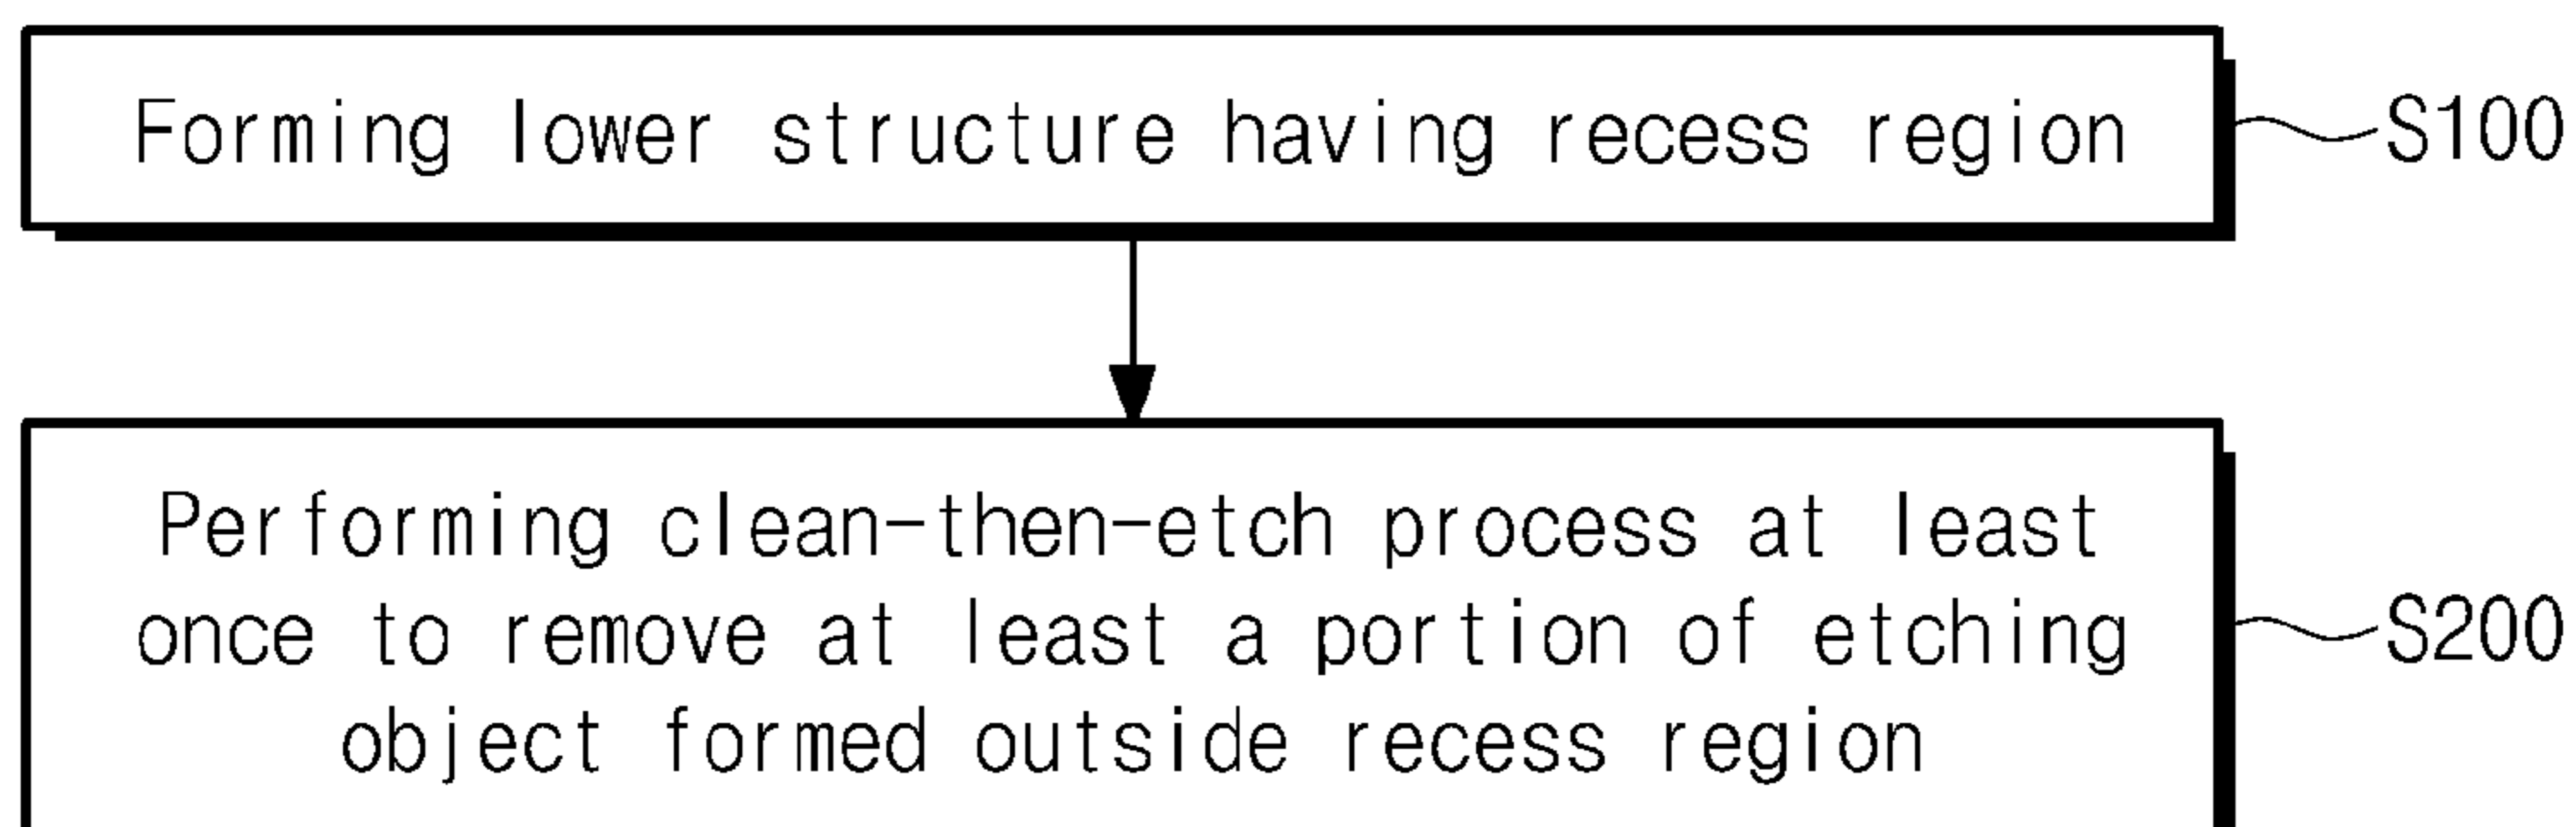 Forming lower structure having recess region
S100
Performing clean-then-etch process at least
once to remove at least a portion of etching
S200
object formed outside recess region